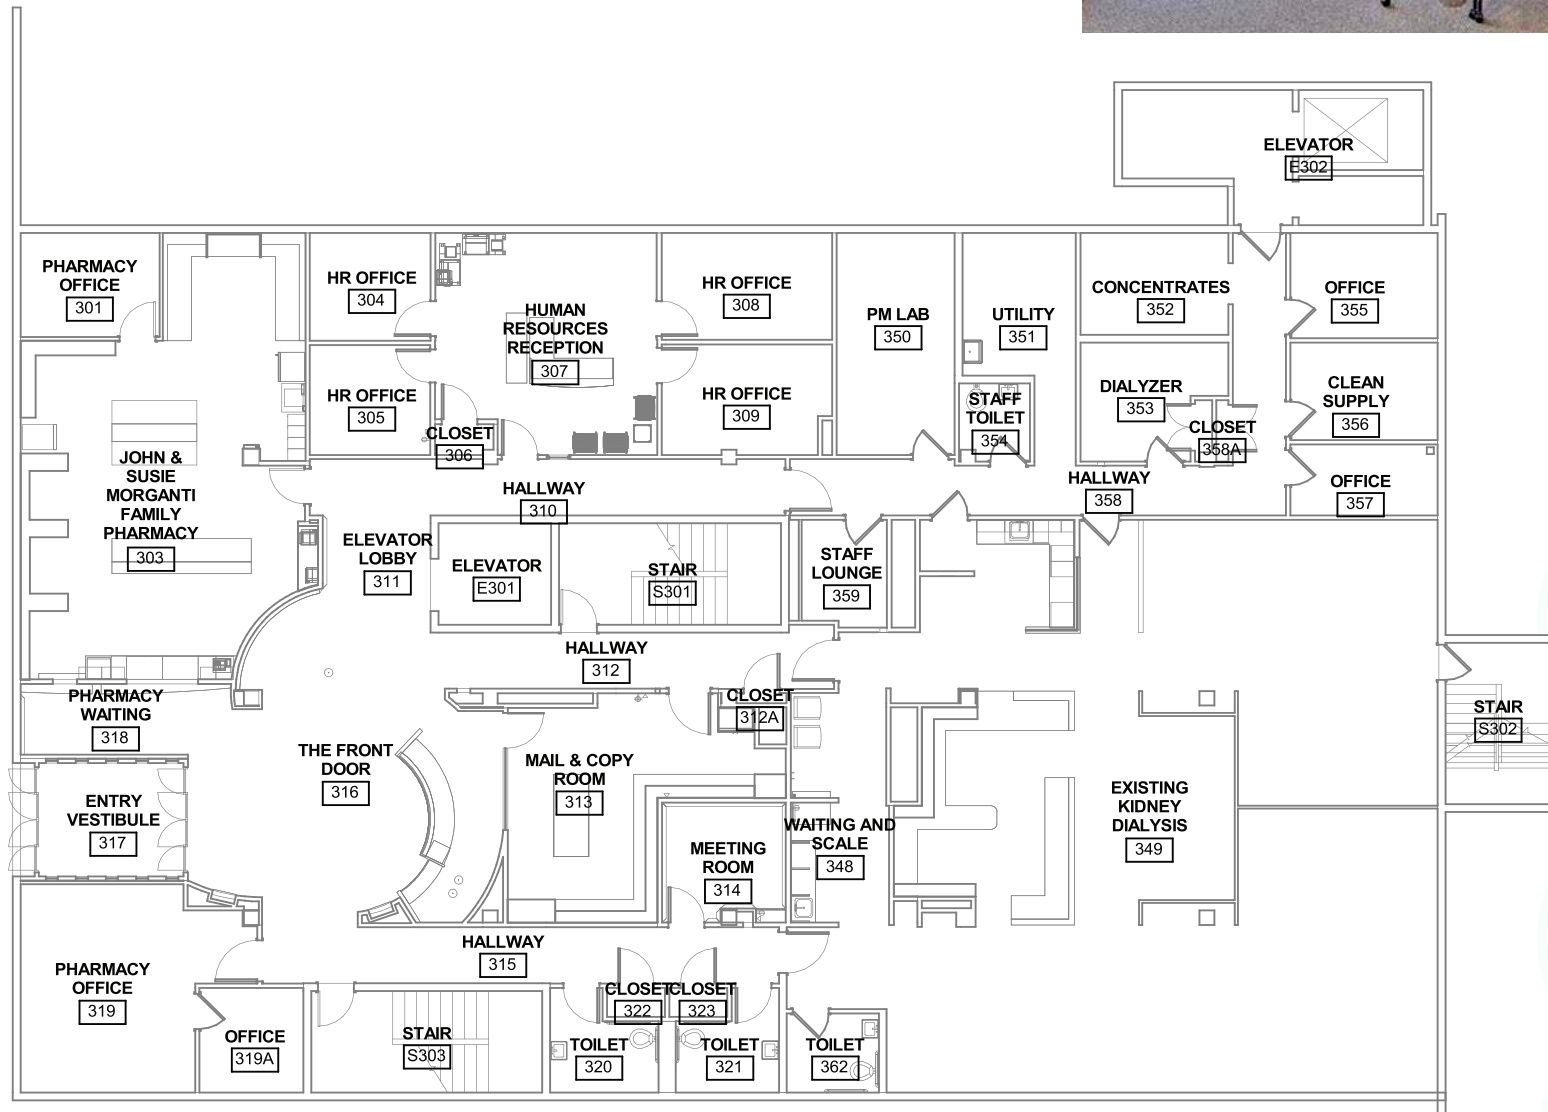 ELEVATOR
E302
PHARMACY
OFFICE
301
HR OFFICE
304
HUMAN
RESOURCES
RECEPTION
307
HR OFFICE
308
PM LAB
350
UTILITY
351
CONCENTRATES
352
OFFICE
355
HR OFFICE
305
CLOSET
306
HR OFFICE
309
STAFF
TOILET
354
DIALYZER
353
CLOSET
358A
CLEAN
SUPPLY
356
JOHN &
SUSIE
MORGANTI
FAMILY
PHARMACY
303
HALLWAY
310
HALLWAY
358
OFFICE
357
ELEVATOR
LOBBY
311
ELEVATOR
E301
STAIR
S301
STAFF
LOUNGE
359
HALLWAY
312
PHARMACY
WAITING
318
CLOSET
312A
STAIR
S302
THE FRONT
DOOR
316
MAIL & COPY
ROOM
313
ENTRY
VESTIBULE
317
MEETING
ROOM
314
WAITING AND
SCALE
348
EXISTING
KIDNEY
DIALYSIS
349
HALLWAY
315
PHARMACY
OFFICE
319
OFFICE
319A
STAIR
S303
CLOSET
322
CLOSET
323
TOILET
320
TOILET
321
TOILET
362